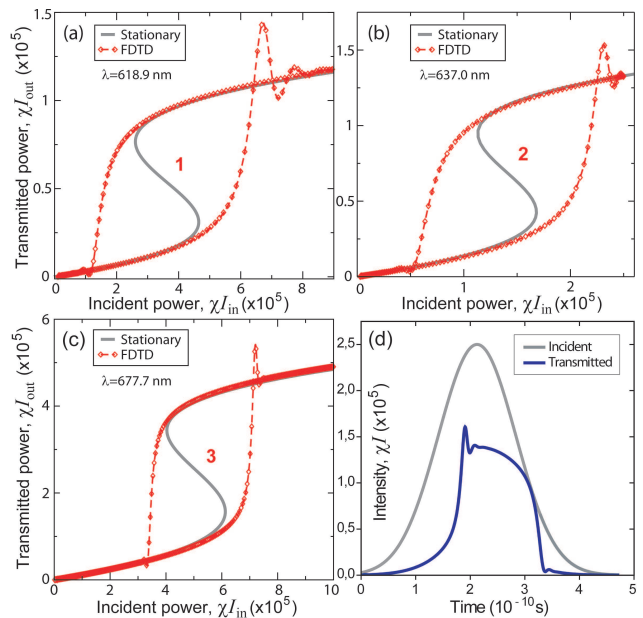 (a)
Stationary
FDTD
λ=618.9 nm
1
Transmitted power, χI_out (x10^5)
1.5
1
0.5
0
0 2 4 6 8
Incident power, χI_in (x10^5)
(b)
Stationary
FDTD
λ=637.0 nm
2
1.5
1
0.5
0
0 1 2
Incident power, χI_in (x10^5)
(c)
Stationary
FDTD
λ=677.7 nm
3
Transmitted power, χI_out (x10^5)
6
4
2
0
0 2 4 6 8 10
Incident power, χI_in (x10^5)
(d)
Incident
Transmitted
Intensity, χI (x10^5)
2,5
2,0
1,5
1,0
0,5
0
0 1 2 3 4 5
Time (10^-10s)